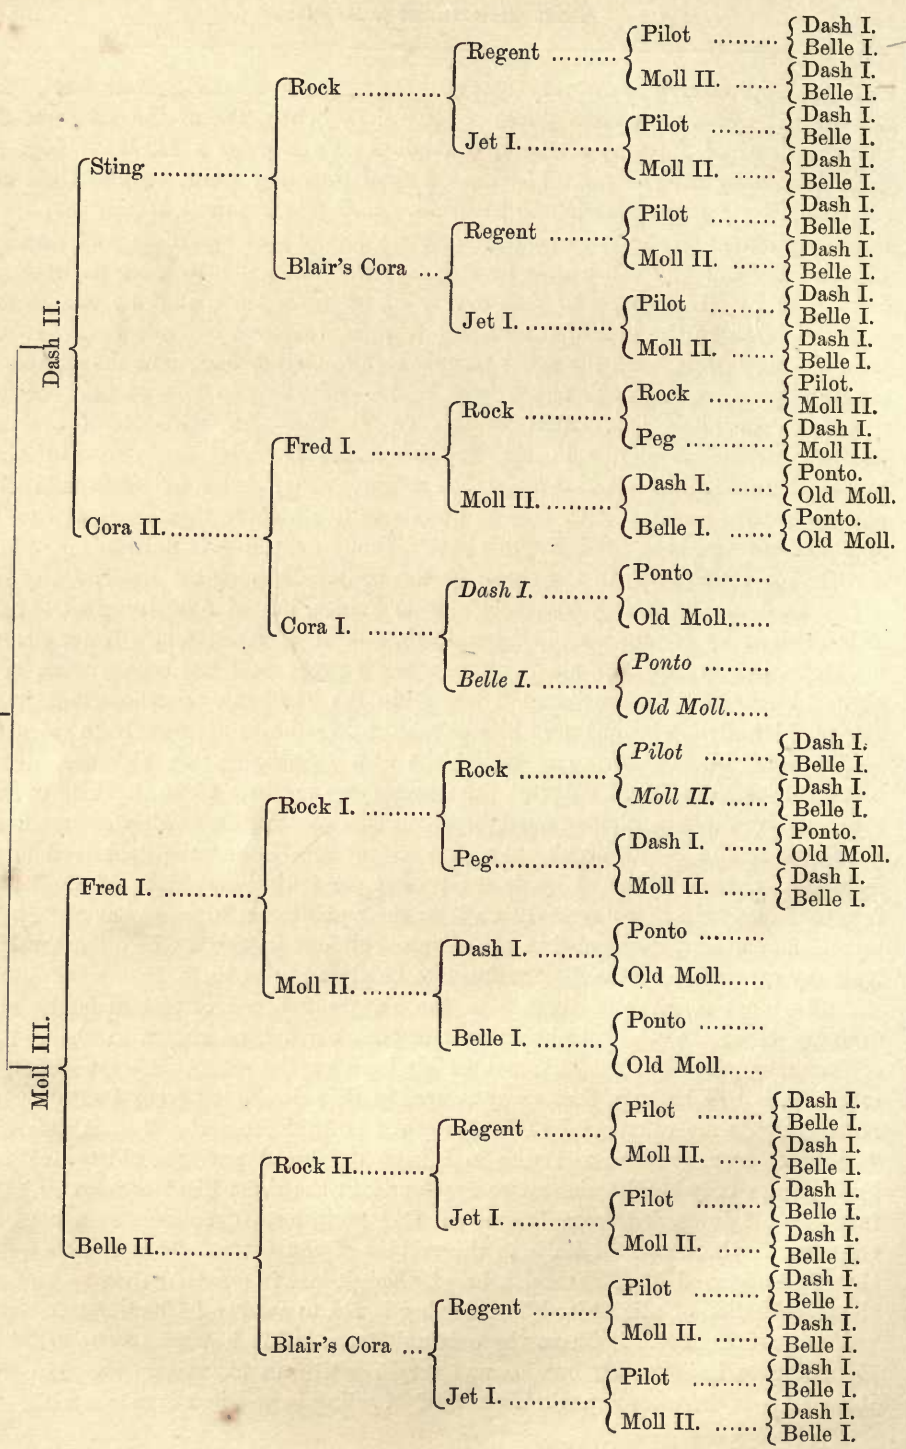 Dash I.
Pilot ......... Belle I.
Regent .........
Dash I.
Moll II. ...... Belle I.
Rock ............
Dash I.
Pilot ......... Belle I.
Jet I. ............
Dash I.
Moll II. ...... Belle I.
Sting ...............
Dash I.
Pilot ......... Belle I.
Regent .........
Dash I.
Moll II. ...... Belle I.
Blair's Cora ...
Dash I.
Pilot ......... Belle I.
Jet I. ............
Dash I.
Moll II. ...... Belle I.
Dash II.
Pilot.
Rock ......... Moll II.
Rock ............
Dash I.
Peg ............ Moll II.
Fred I. .........
Ponto.
Dash I. ...... Old Moll.
Moll II. .........
Ponto.
Belle I. ...... Old Moll.
Cora II. ............
Ponto .........
Dash I. .........
Old Moll......
Cora I. .........
Ponto .........
Belle I. .........
Old Moll......
Dash I.
Pilot ......... Belle I.
Rock ............
Dash I.
Moll II. ...... Belle I.
Rock I. .........
Ponto.
Dash I. ...... Old Moll.
Peg...............
Dash I.
Moll II. ...... Belle I.
Fred I. ............
Ponto .........
Dash I. .........
Old Moll......
Moll II. .........
Ponto .........
Belle I. .........
Old Moll......
Moll III.
Dash I.
Pilot ......... Belle I.
Regent .........
Dash I.
Moll II. ...... Belle I.
Rock II..........
Dash I.
Pilot ......... Belle I.
Jet I. ............
Dash I.
Moll II. ...... Belle I.
Belle II.............
Dash I.
Pilot ......... Belle I.
Regent .........
Dash I.
Moll II. ...... Belle I.
Blair's Cora ...
Dash I.
Pilot ......... Belle I.
Jet I. ............
Dash I.
Moll II. ...... Belle I.